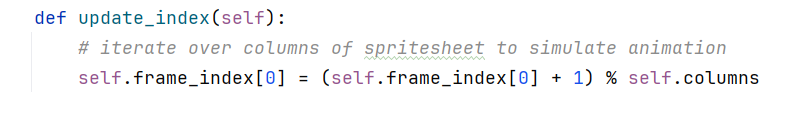 def update_index(self):
    # iterate over columns of spritesheet to simulate animation
    self.frame_index[0] = (self.frame_index[0] + 1) % self.columns